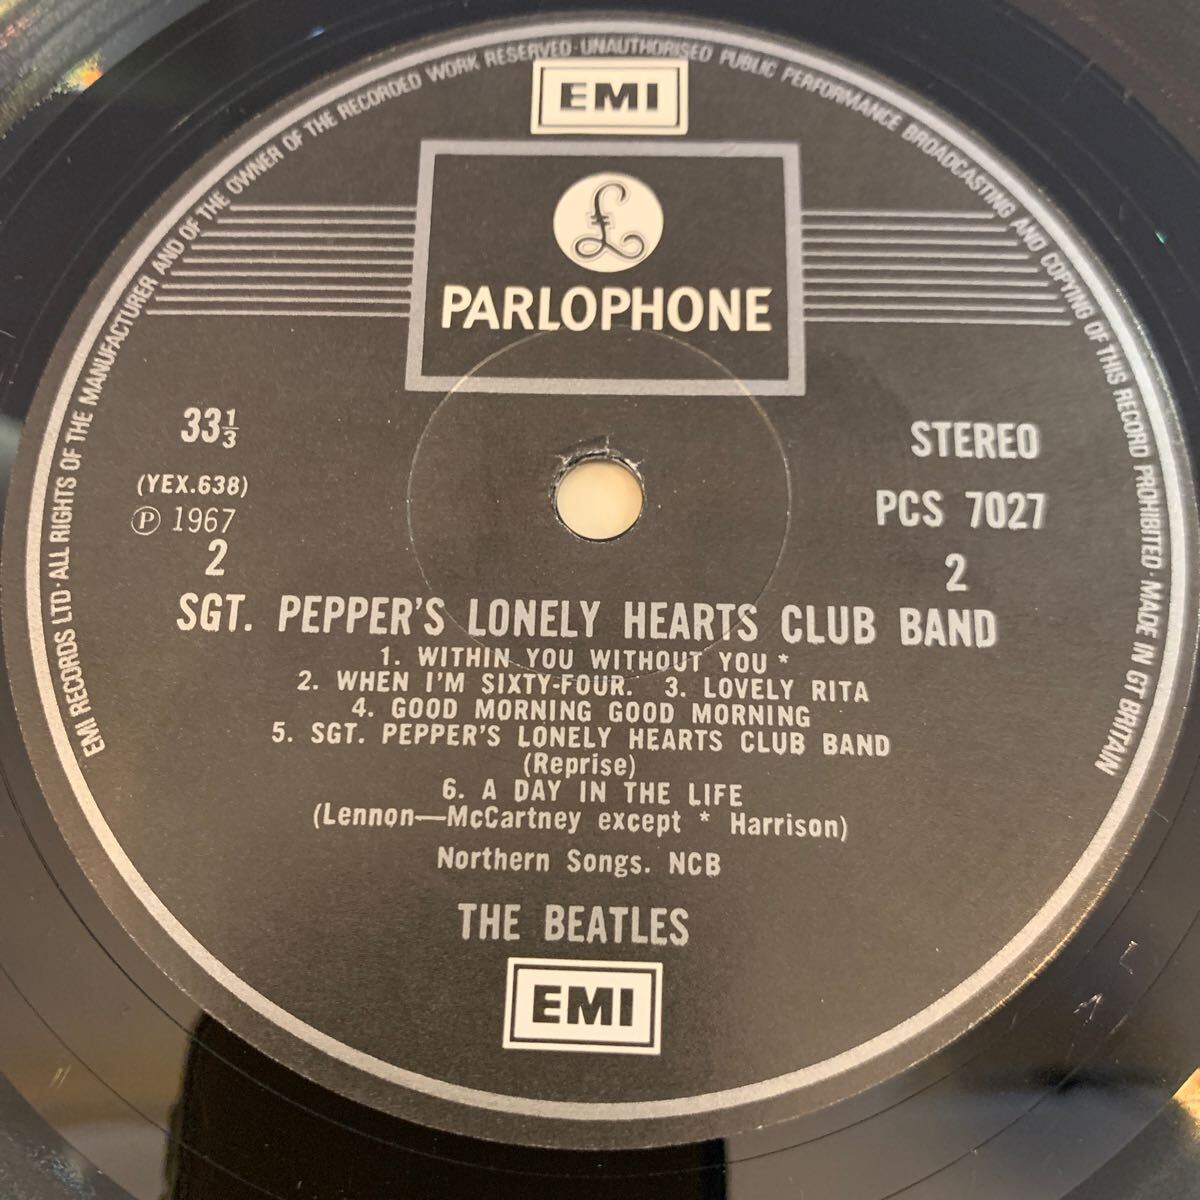 EMI RECORDS LTD · ALL RIGHTS OF THE MANUFACTURER AND OF THE OWNER OF THE RECORDED WORK RESERVED · UNAUTHORISED PUBLIC PERFORMANCE BROADCASTING AND COPYING OF THIS RECORD PROHIBITED · MADE IN GT BRITAIN
EMI
£
PARLOPHONE
33⅓
STEREO
(YEX.638)
PCS 7027
℗ 1967
2
2
SGT. PEPPER'S LONELY HEARTS CLUB BAND
1. WITHIN YOU WITHOUT YOU *
2. WHEN I'M SIXTY-FOUR. 3. LOVELY RITA
4. GOOD MORNING GOOD MORNING
5. SGT. PEPPER'S LONELY HEARTS CLUB BAND
(Reprise)
6. A DAY IN THE LIFE
(Lennon—McCartney except * Harrison)
Northern Songs. NCB
THE BEATLES
EMI